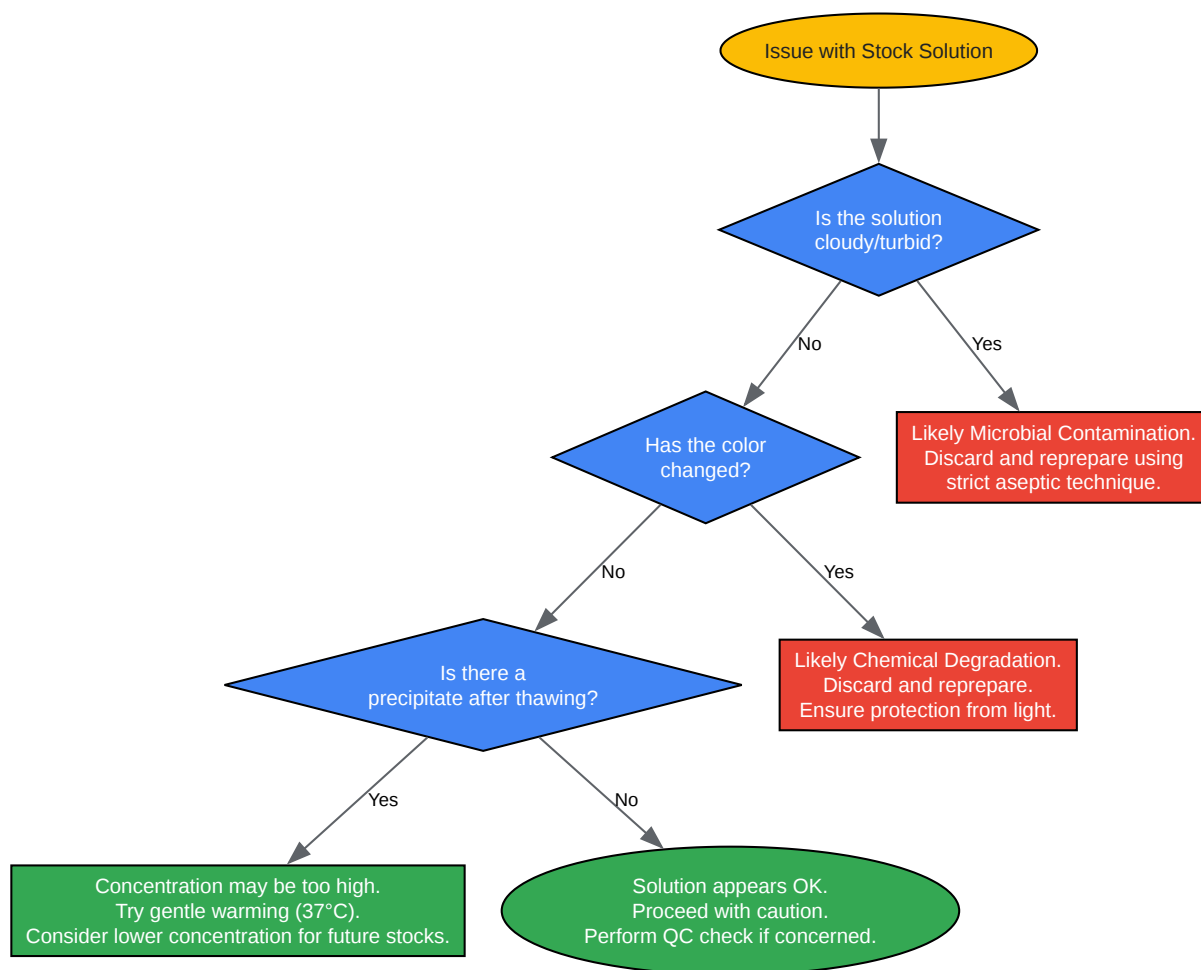 Issue with Stock Solution
Is the solution
cloudy/turbid?
No
Yes
Has the color
changed?
Likely Microbial Contamination.
Discard and reprepare using
strict aseptic technique.
No
Yes
Is there a
precipitate after thawing?
Likely Chemical Degradation.
Discard and reprepare.
Ensure protection from light.
Yes
No
Concentration may be too high.
Try gentle warming (37°C).
Consider lower concentration for future stocks.
Solution appears OK.
Proceed with caution.
Perform QC check if concerned.